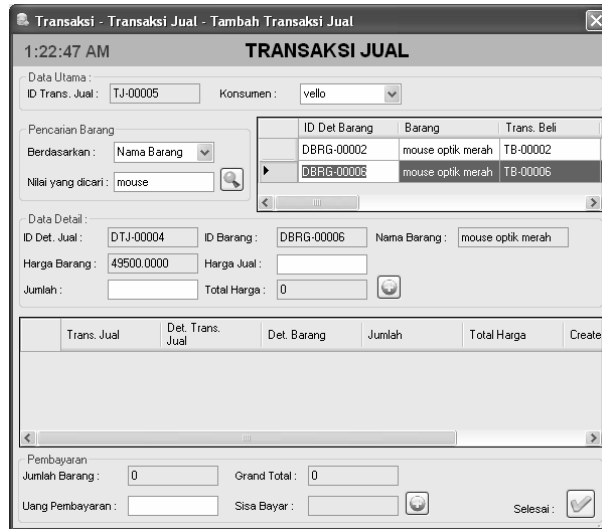 Transaksi - Transaksi Jual - Tambah Transaksi Jual
1:22:47 AM TRANSAKSI JUAL
Data Utama :
ID Trans. Jual : TJ-00005 Konsumen : vello
Pencarian Barang
Berdasarkan : Nama Barang
Nilai yang dicari : mouse
ID Det Barang Barang Trans. Beli
DBRG-00002 mouse optik merah TB-00002
DBRG-00006 mouse optik merah TB-00006
Data Detail :
ID Det. Jual : DTJ-00004 ID Barang : DBRG-00006 Nama Barang : mouse optik merah
Harga Barang : 49500.0000 Harga Jual :
Jumlah : Total Harga : 0
Trans. Jual Det. Trans. Jual Det. Barang Jumlah Total Harga Create
Pembayaran
Jumlah Barang : 0 Grand Total : 0
Uang Pembayaran : Sisa Bayar : Selesai :